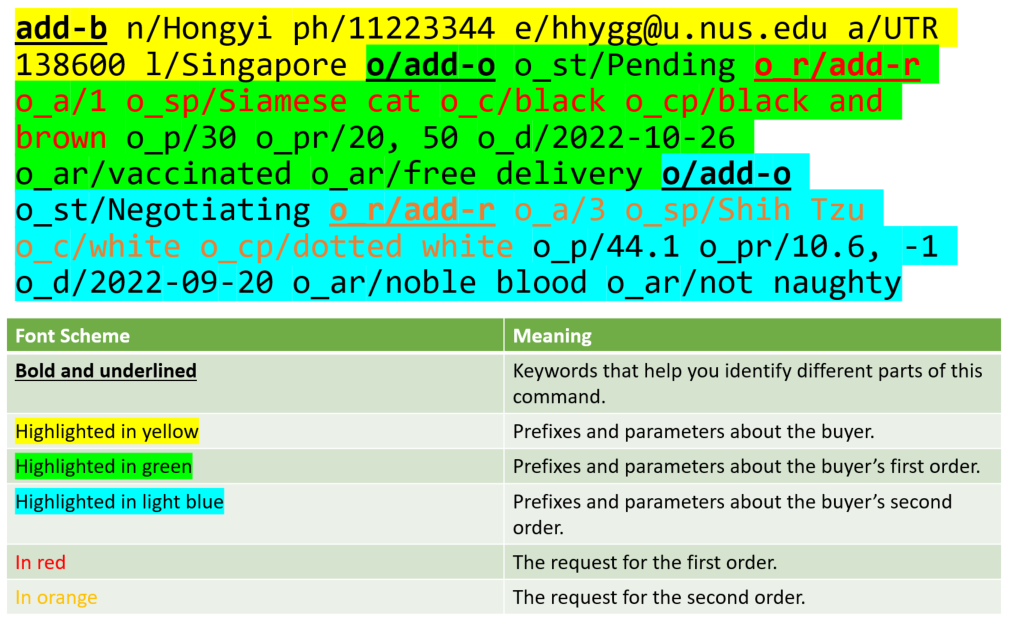 add-b n/Hongyi ph/11223344 e/hhygg@u.nus.edu a/UTR
138600 l/Singapore o/add-o o_st/Pending o_r/add-r
o_a/1 o_sp/Siamese cat o_c/black o_cp/black and
brown o_p/30 o_pr/20, 50 o_d/2022-10-26
o_ar/vaccinated o_ar/free delivery o/add-o
o_st/Negotiating o_r/add-r o_a/3 o_sp/Shih Tzu
o_c/white o_cp/dotted white o_p/44.1 o_pr/10.6, -1
o_d/2022-09-20 o_ar/noble blood o_ar/not naughty
Font Scheme Meaning
Bold and underlined Keywords that help you identify different parts of this
command.
Highlighted in yellow Prefixes and parameters about the buyer.
Highlighted in green Prefixes and parameters about the buyer’s first order.
Highlighted in light blue Prefixes and parameters about the buyer’s second
order.
In red The request for the first order.
In orange The request for the second order.